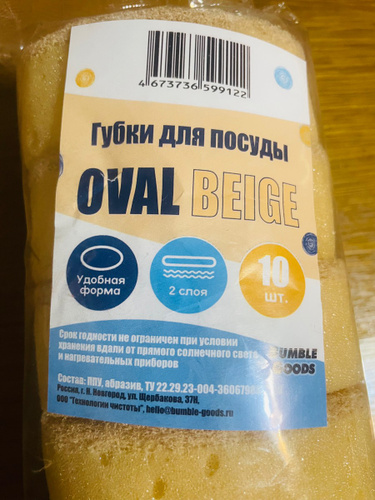 4 673736 599122
Губки для посуды
OVAL BEIGE
Удобная
форма
2 слоя
10
шт.
Срок годности не ограничен при условии
хранения вдали от прямого солнечного света
и нагревательных приборов
BUMBLE
GOODS
Состав: ППУ, абразив, ТУ 22.29.23-004-3606798
Россия, г. Н. Новгород, ул. Щербакова, 37Н,
ООО "Технологии чистоты", hello@bumble-goods.ru